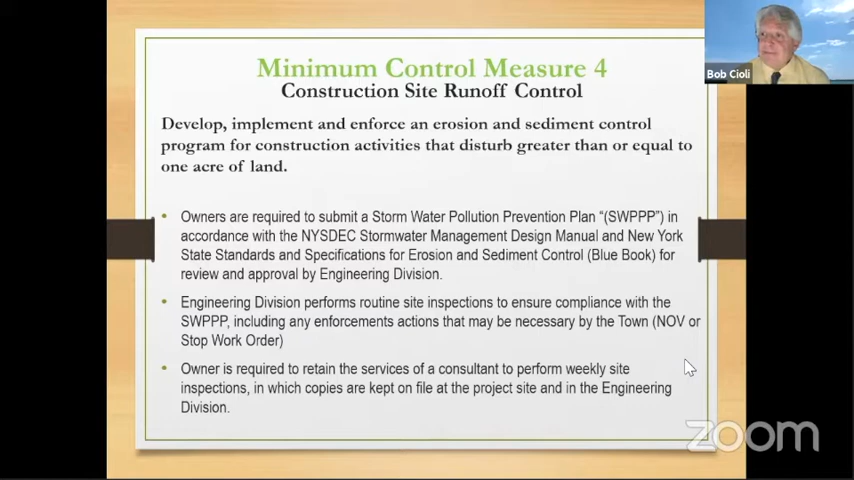 Minimum Control Measure 4
Construction Site Runoff Control
Develop, implement and enforce an erosion and sediment control
program for construction activities that disturb greater than or equal to
one acre of land.
• Owners are required to submit a Storm Water Pollution Prevention Plan “(SWPPP”) in
accordance with the NYSDEC Stormwater Management Design Manual and New York
State Standards and Specifications for Erosion and Sediment Control (Blue Book) for
review and approval by Engineering Division.
• Engineering Division performs routine site inspections to ensure compliance with the
SWPPP, including any enforcements actions that may be necessary by the Town (NOV or
Stop Work Order)
• Owner is required to retain the services of a consultant to perform weekly site
inspections, in which copies are kept on file at the project site and in the Engineering
Division.
Bob Cioli
zoom